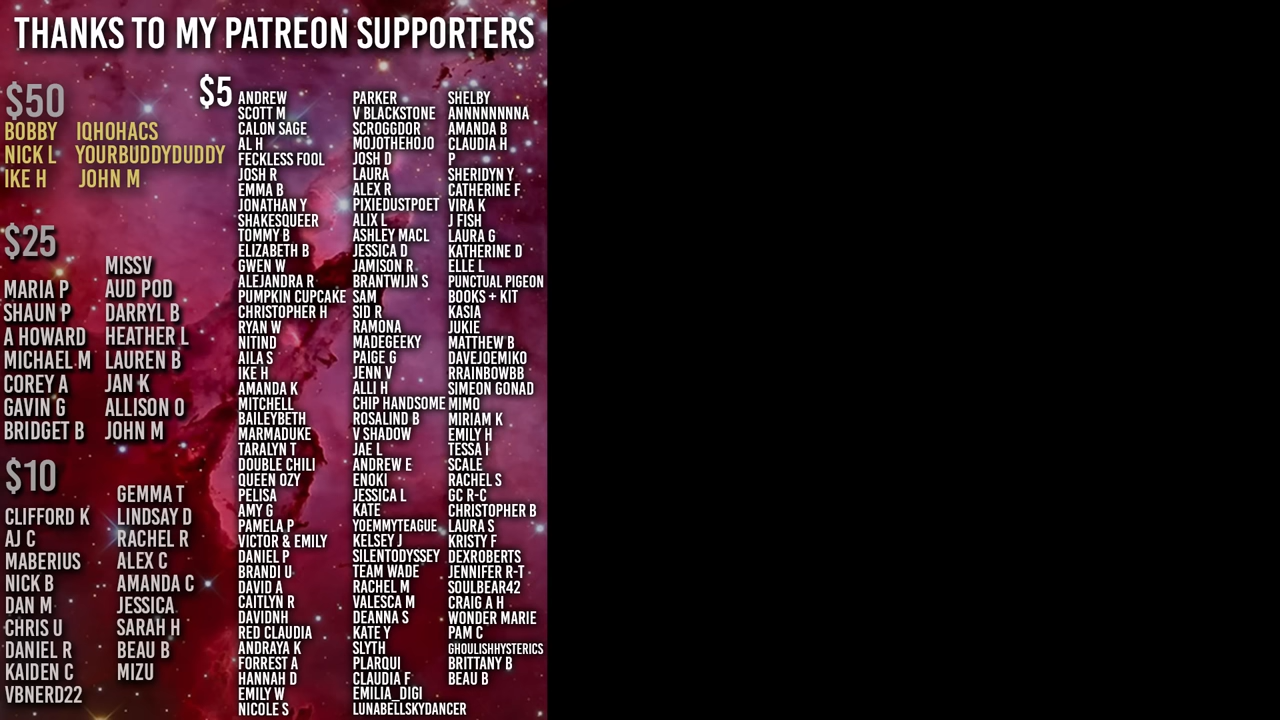 THANKS TO MY PATREON SUPPORTERS
$50
BOBBY IQHOHACS
NICK L YOURBUDDYDUDDY
IKE H JOHN M
$25
MARIA P
SHAUN P
A HOWARD
MICHAEL M
COREY A
GAVIN G
BRIDGET B
MISSV
AUD POD
DARRYL B
HEATHER L
LAUREN B
JAN K
ALLISON O
JOHN M
$10
CLIFFORD K
AJ C
MABERIUS
NICK B
DAN M
CHRIS U
DANIEL R
KAIDEN C
VBNERD22
GEMMA T
LINDSAY D
RACHEL R
ALEX C
AMANDA C
JESSICA
SARAH H
BEAU B
MIZU
$5
ANDREW
SCOTT M
CALON SAGE
AL H
FECKLESS FOOL
JOSH R
EMMA B
JONATHAN Y
SHAKESQUEER
TOMMY B
ELIZABETH B
GWEN W
ALEJANDRA R
PUMPKIN CUPCAKE
CHRISTOPHER H
RYAN W
NITIND
AILA S
IKE H
AMANDA K
MITCHELL
BAILEYBETH
MARMADUKE
TARALYN T
DOUBLE CHILI
QUEEN OZY
PELISA
AMY G
PAMELA P
VICTOR & EMILY
DANIEL P
BRANDI U
DAVID A
CAITLYN R
DAVIDNH
RED CLAUDIA
ANDRAYA K
FORREST A
HANNAH D
EMILY W
NICOLE S
PARKER
V BLACKSTONE
SCROGGDOR
MOJOTHEHOJO
JOSH D
LAURA
ALEX R
PIXIEDUSTPOET
ALIX L
ASHLEY MACL
JESSICA D
JAMISON R
BRANTWIJN S
SAM
SID R
RAMONA
MADEGEEKY
PAIGE G
JENN V
ALLI H
CHIP HANDSOME
ROSALIND B
V SHADOW
JAE L
ANDREW E
ENOKI
JESSICA L
KATE
YOEMMYTEAGUE
KELSEY J
SILENTODYSSEY
TEAM WADE
RACHEL M
VALESCA M
DEANNA S
KATE Y
SLYTH
PLARQUI
CLAUDIA F
EMILIA_DIGI
LUNABELLSKYDANCER
SHELBY
ANNNNNNNNA
AMANDA B
CLAUDIA H
P
SHERIDYN Y
CATHERINE F
VIRA K
J FISH
LAURA G
KATHERINE D
ELLE L
PUNCTUAL PIGEON
BOOKS + KIT
KASIA
JUKIE
MATTHEW B
DAVEJOEMIKO
RRAINBOWBB
SIMEON GONAD
MIMO
MIRIAM K
EMILY H
TESSA I
SCALE
RACHEL S
GC R-C
CHRISTOPHER B
LAURA S
KRISTY F
DEXROBERTS
JENNIFER R-T
SOULBEAR42
CRAIG A H
WONDER MARIE
PAM C
GHOULISHHYSTERICS
BRITTANY B
BEAU B